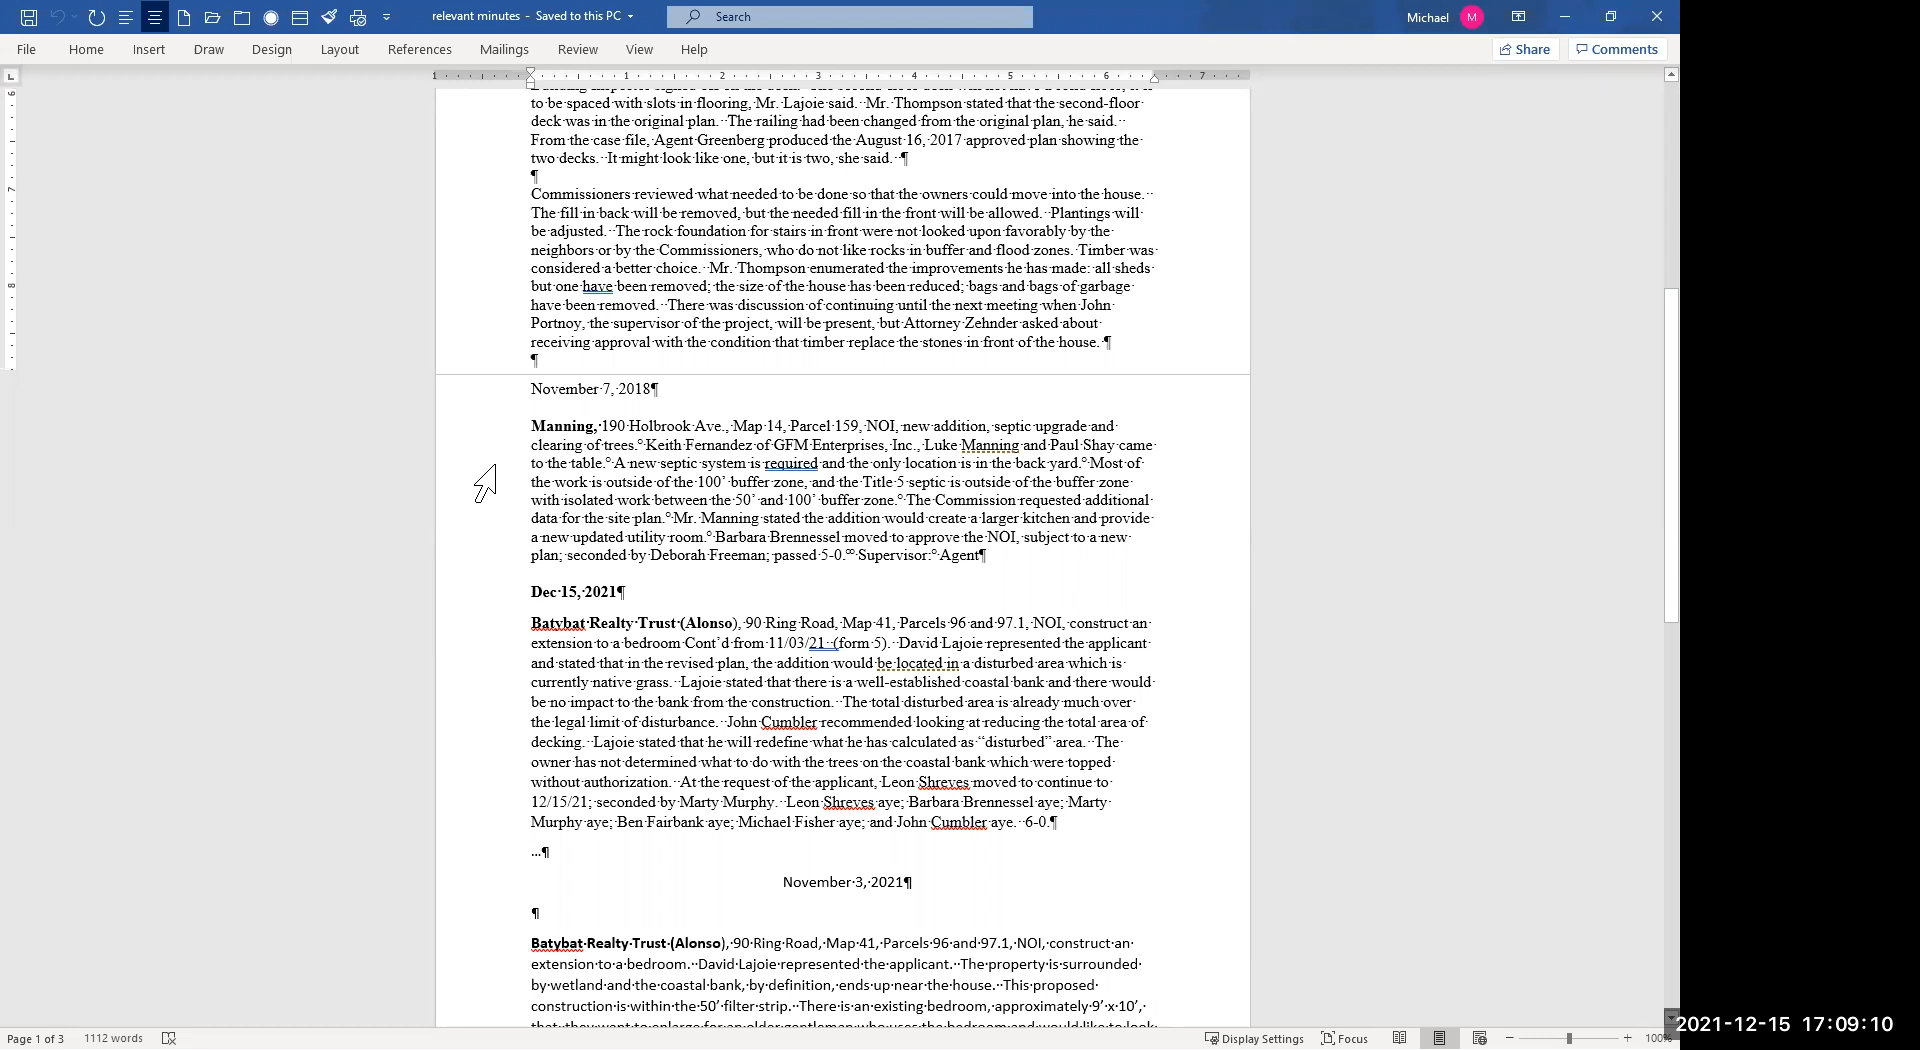 relevant minutes - Saved to this PC
Search
Michael M
File Home Insert Draw Design Layout References Mailings Review View Help
Share Comments
1 1 2 3 4 5 6 7
to be spaced with slots in flooring, Mr. Lajoie said. Mr. Thompson stated that the second-floor
deck was in the original plan. The railing had been changed from the original plan, he said.
From the case file, Agent Greenberg produced the August 16, 2017 approved plan showing the
two decks. It might look like one, but it is two, she said. ¶
¶
Commissioners reviewed what needed to be done so that the owners could move into the house.
The fill in back will be removed, but the needed fill in the front will be allowed. Plantings will
be adjusted. The rock foundation for stairs in front were not looked upon favorably by the
neighbors or by the Commissioners, who do not like rocks in buffer and flood zones. Timber was
considered a better choice. Mr. Thompson enumerated the improvements he has made: all sheds
but one have been removed; the size of the house has been reduced; bags and bags of garbage
have been removed. There was discussion of continuing until the next meeting when John
Portnoy, the supervisor of the project, will be present, but Attorney Zehnder asked about
receiving approval with the condition that timber replace the stones in front of the house. ¶
¶
November 7, 2018¶
Manning, 190 Holbrook Ave., Map 14, Parcel 159, NOI, new addition, septic upgrade and
clearing of trees.° Keith Fernandez of GFM Enterprises, Inc., Luke Manning and Paul Shay came
to the table.° A new septic system is required and the only location is in the back yard.° Most of
the work is outside of the 100’ buffer zone, and the Title 5 septic is outside of the buffer zone
with isolated work between the 50’ and 100’ buffer zone.° The Commission requested additional
data for the site plan.° Mr. Manning stated the addition would create a larger kitchen and provide
a new updated utility room.° Barbara Brennessel moved to approve the NOI, subject to a new
plan; seconded by Deborah Freeman; passed 5-0.°° Supervisor:° Agent¶
Dec 15, 2021¶
Batybat Realty Trust (Alonso), 90 Ring Road, Map 41, Parcels 96 and 97.1, NOI, construct an
extension to a bedroom Cont’d from 11/03/21 (form 5). David Lajoie represented the applicant
and stated that in the revised plan, the addition would be located in a disturbed area which is
currently native grass. Lajoie stated that there is a well-established coastal bank and there would
be no impact to the bank from the construction. The total disturbed area is already much over
the legal limit of disturbance. John Cumbler recommended looking at reducing the total area of
decking. Lajoie stated that he will redefine what he has calculated as “disturbed” area. The
owner has not determined what to do with the trees on the coastal bank which were topped
without authorization. At the request of the applicant, Leon Shreves moved to continue to
12/15/21; seconded by Marty Murphy. Leon Shreves aye; Barbara Brennessel aye; Marty
Murphy aye; Ben Fairbank aye; Michael Fisher aye; and John Cumbler aye. 6-0.¶
...¶
November 3, 2021¶
¶
Batybat Realty Trust (Alonso), 90 Ring Road, Map 41, Parcels 96 and 97.1, NOI, construct an
extension to a bedroom. David Lajoie represented the applicant. The property is surrounded
by wetland and the coastal bank, by definition, ends up near the house. This proposed
construction is within the 50’ filter strip. There is an existing bedroom, approximately 9’ x 10’,
Page 1 of 3 1112 words Display Settings Focus 100%
2021-12-15 17:09:10